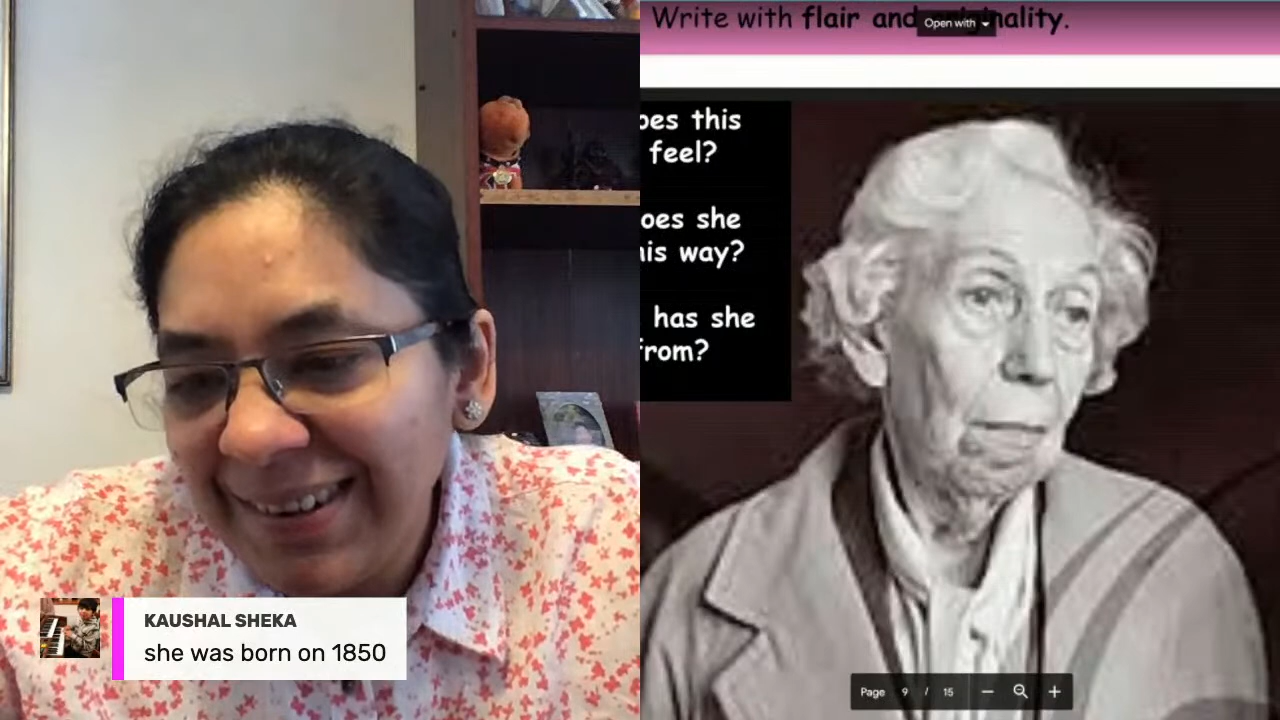 Write with flair and
Open with
nality.
oes this
feel?
oes she
is way?
has she
from?
KAUSHAL SHEKA
she was born on 1850
Page 9 / 15